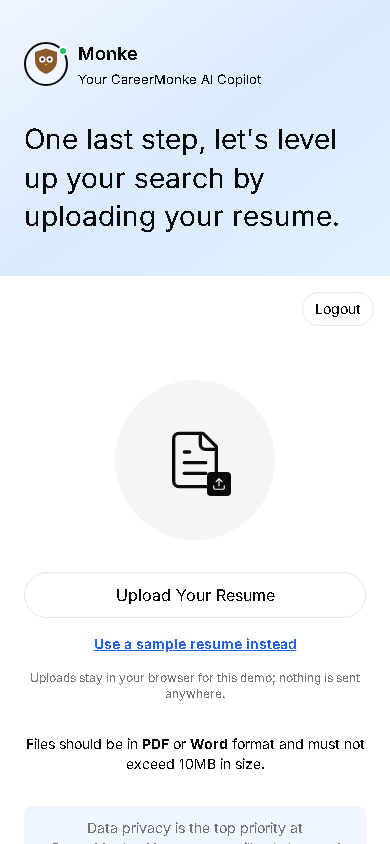 Monke
Your CareerMonke AI Copilot
One last step, let's level
up your search by
uploading your resume.
Logout
Upload Your Resume
Use a sample resume instead
Uploads stay in your browser for this demo; nothing is sent
anywhere.
Files should be in PDF or Word format and must not
exceed 10MB in size.
Data privacy is the top priority at